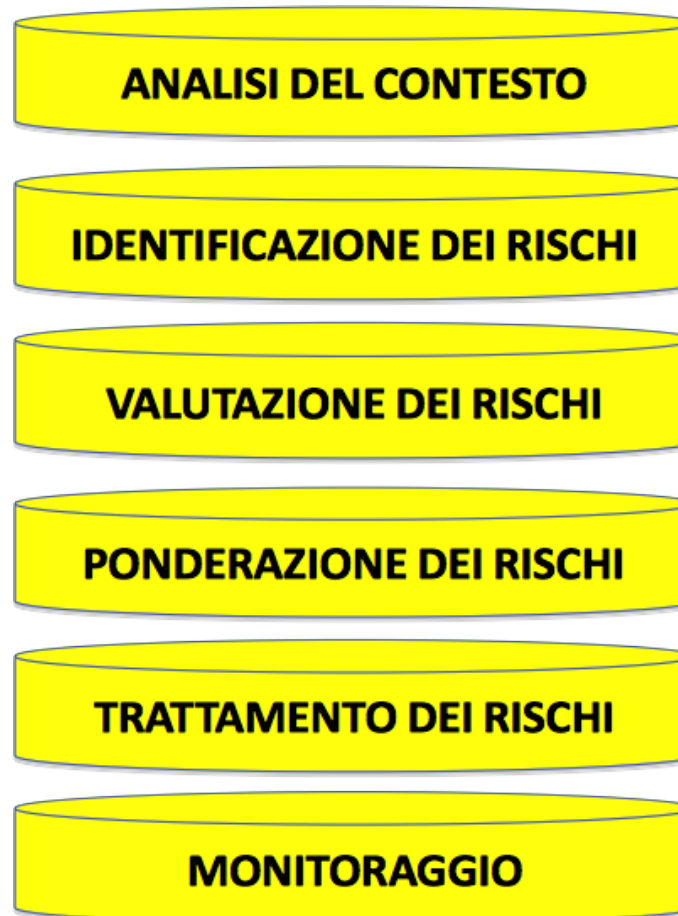 ANALISI DEL CONTESTO
IDENTIFICAZIONE DEI RISCHI
VALUTAZIONE DEI RISCHI
PONDERAZIONE DEI RISCHI
TRATTAMENTO DEI RISCHI
MONITORAGGIO